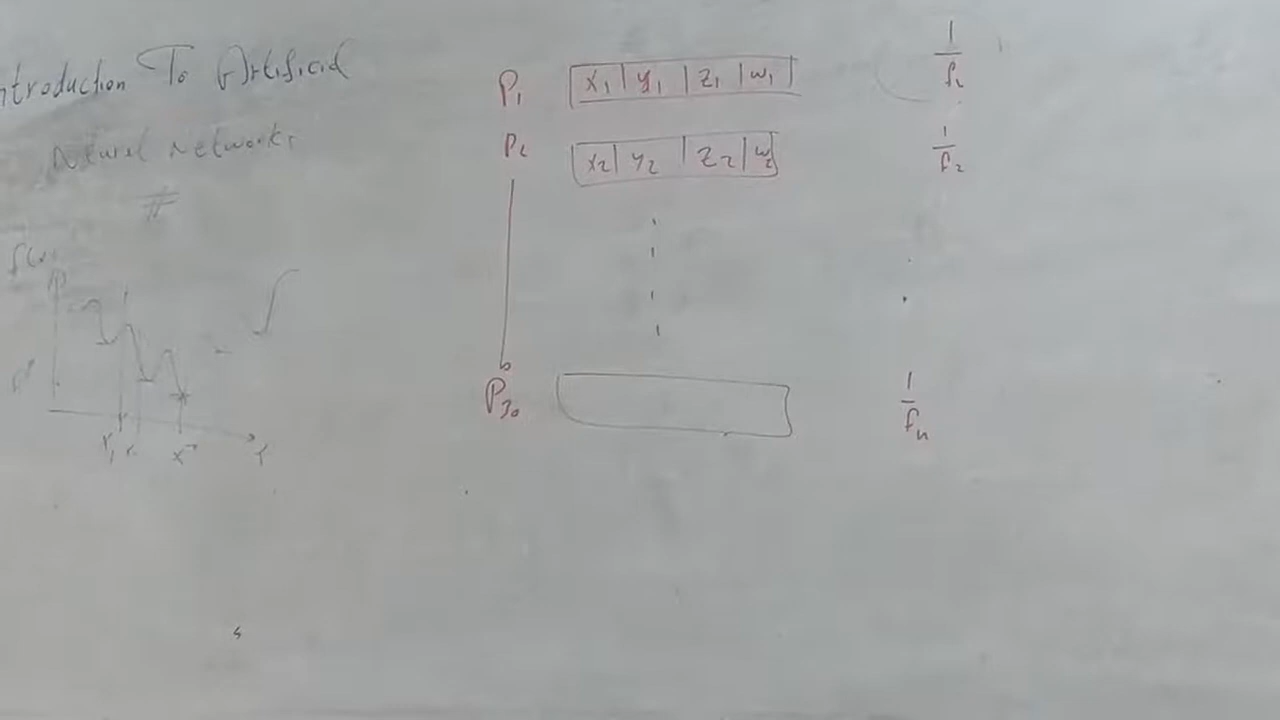 ntroduction To Artificial
Neural Networks
f(x
x*
P1 x1 y1 z1 w1 1/f1
P2 x2 y2 z2 w2 1/f2
P30 1/fn